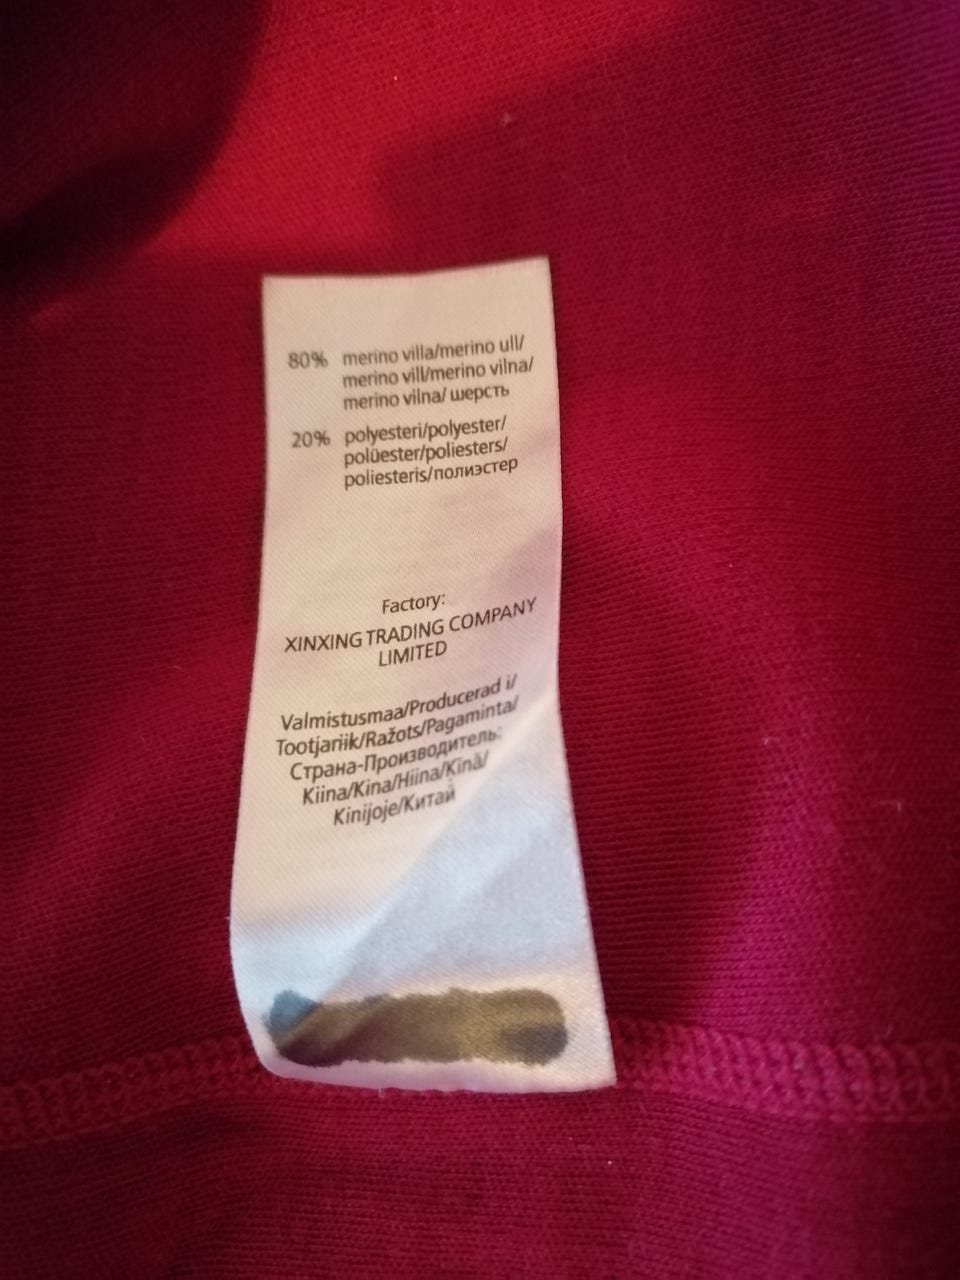 80% merino villa/merino ull/
merino vill/merino vilna/
merino vilna/ шерсть
20% polyesteri/polyester/
polüester/poliesters/
poliesteris/полиэстер
Factory:
XINXING TRADING COMPANY
LIMITED
Valmistusmaa/Producerad i/
Tootjariik/Ražots/Pagaminta/
Страна-Производитель:
Kiina/Kina/Hiina/Ķīnā/
Kinijoje/Китай